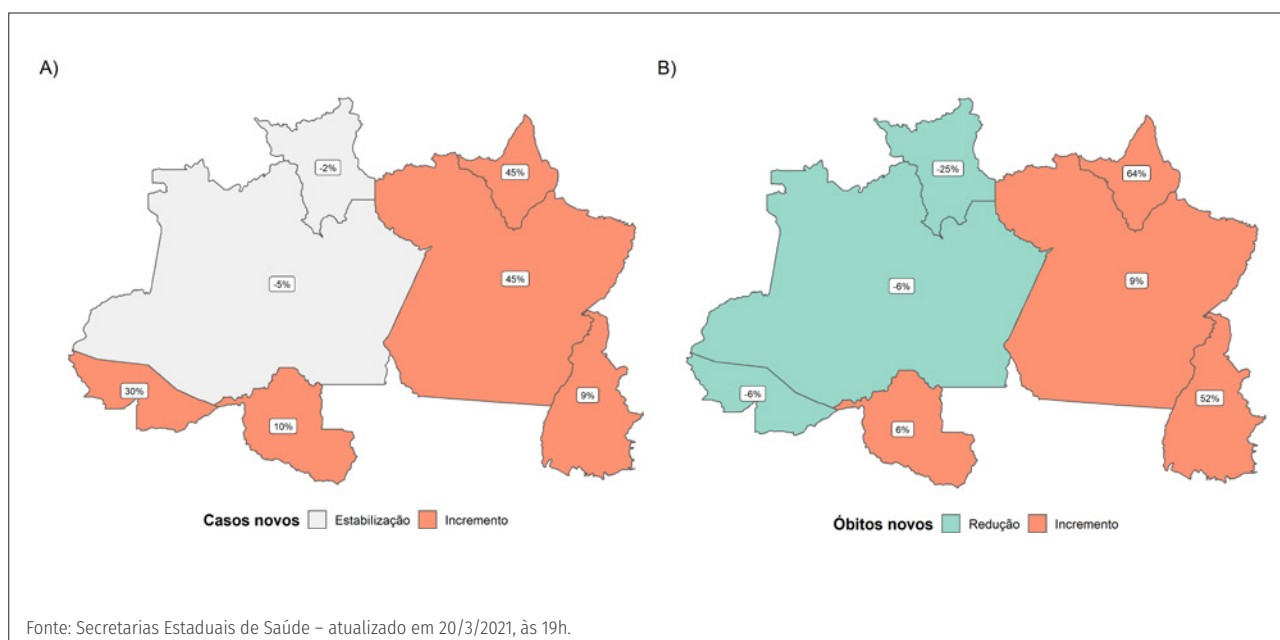 A)
B)
-2%
45%
-5%
45%
30%
10%
9%
-25%
64%
-6%
9%
-6%
6%
52%
Casos novos Estabilização Incremento
Óbitos novos Redução Incremento
Fonte: Secretarias Estaduais de Saúde – atualizado em 20/3/2021, às 19h.